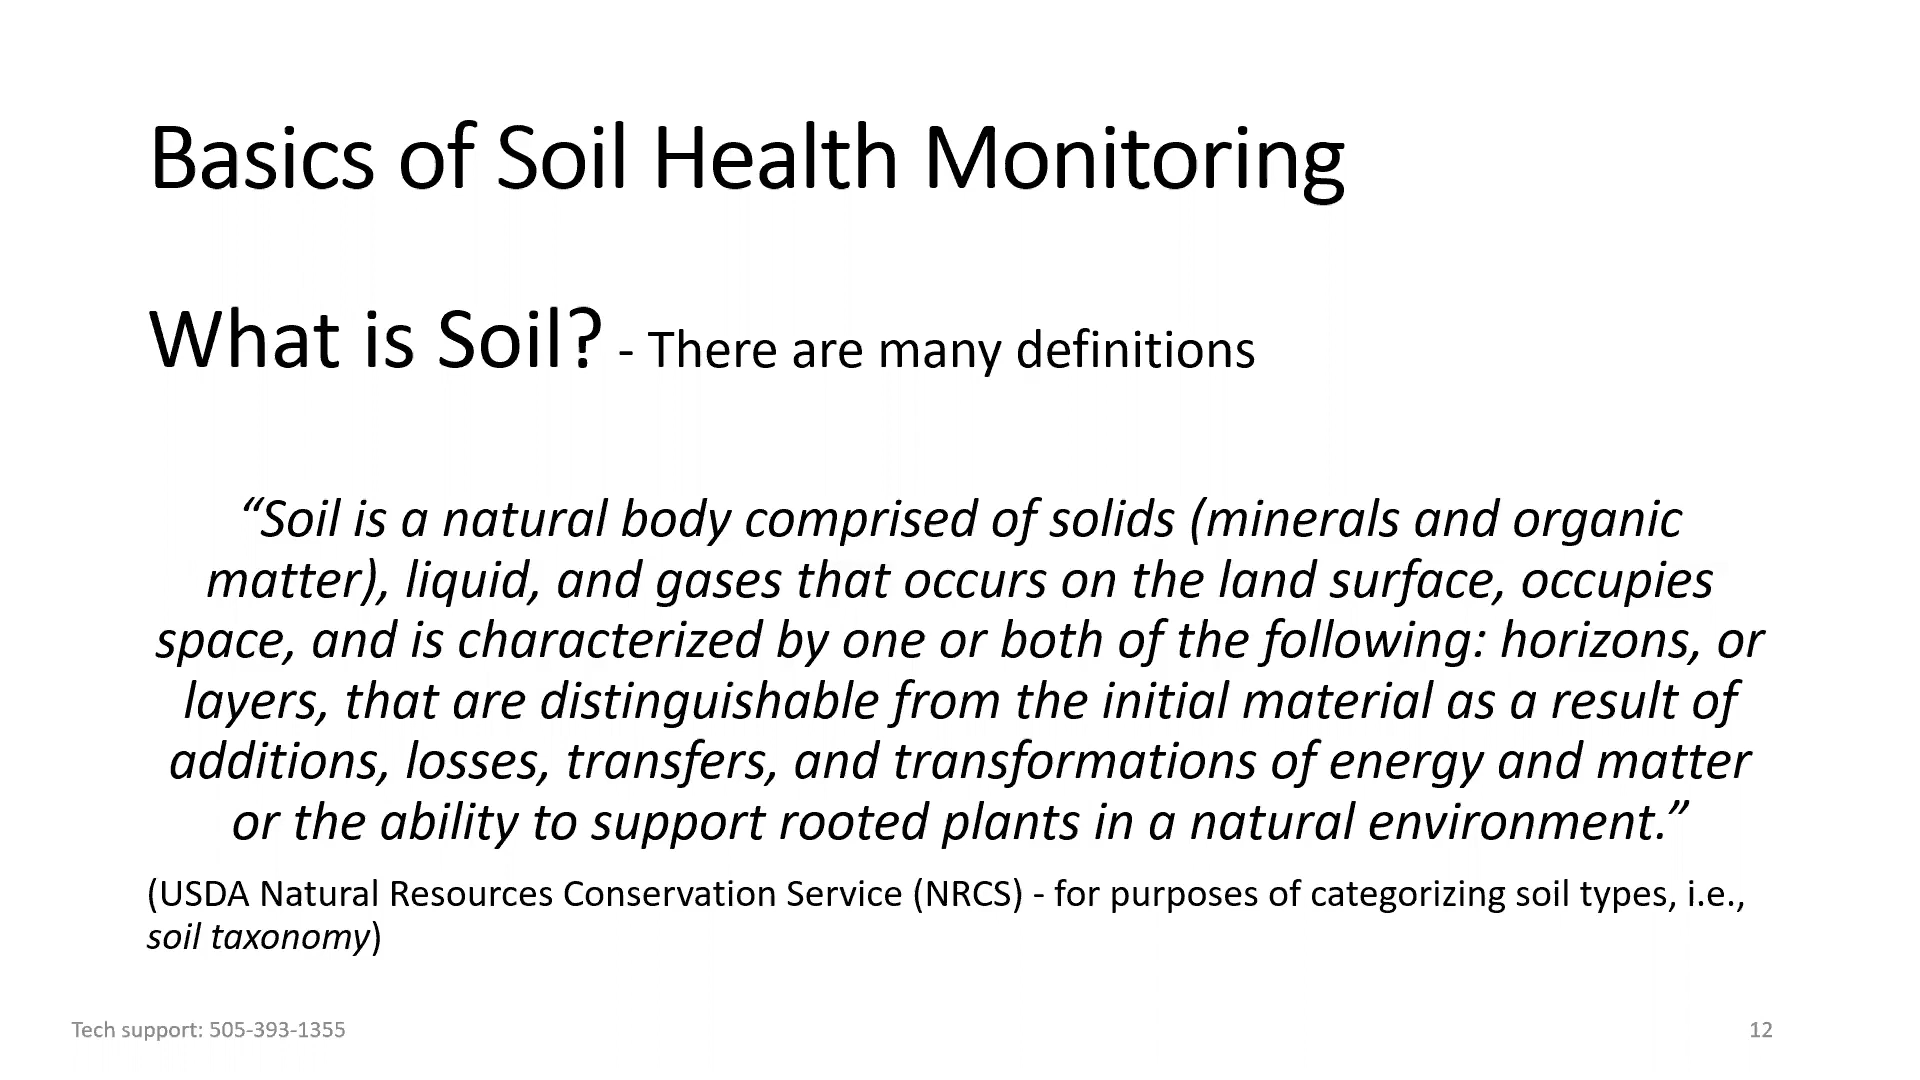 Basics of Soil Health Monitoring
What is Soil? - There are many definitions
“Soil is a natural body comprised of solids (minerals and organic
matter), liquid, and gases that occurs on the land surface, occupies
space, and is characterized by one or both of the following: horizons, or
layers, that are distinguishable from the initial material as a result of
additions, losses, transfers, and transformations of energy and matter
or the ability to support rooted plants in a natural environment.”
(USDA Natural Resources Conservation Service (NRCS) - for purposes of categorizing soil types, i.e.,
soil taxonomy)
Tech support: 505-393-1355
12